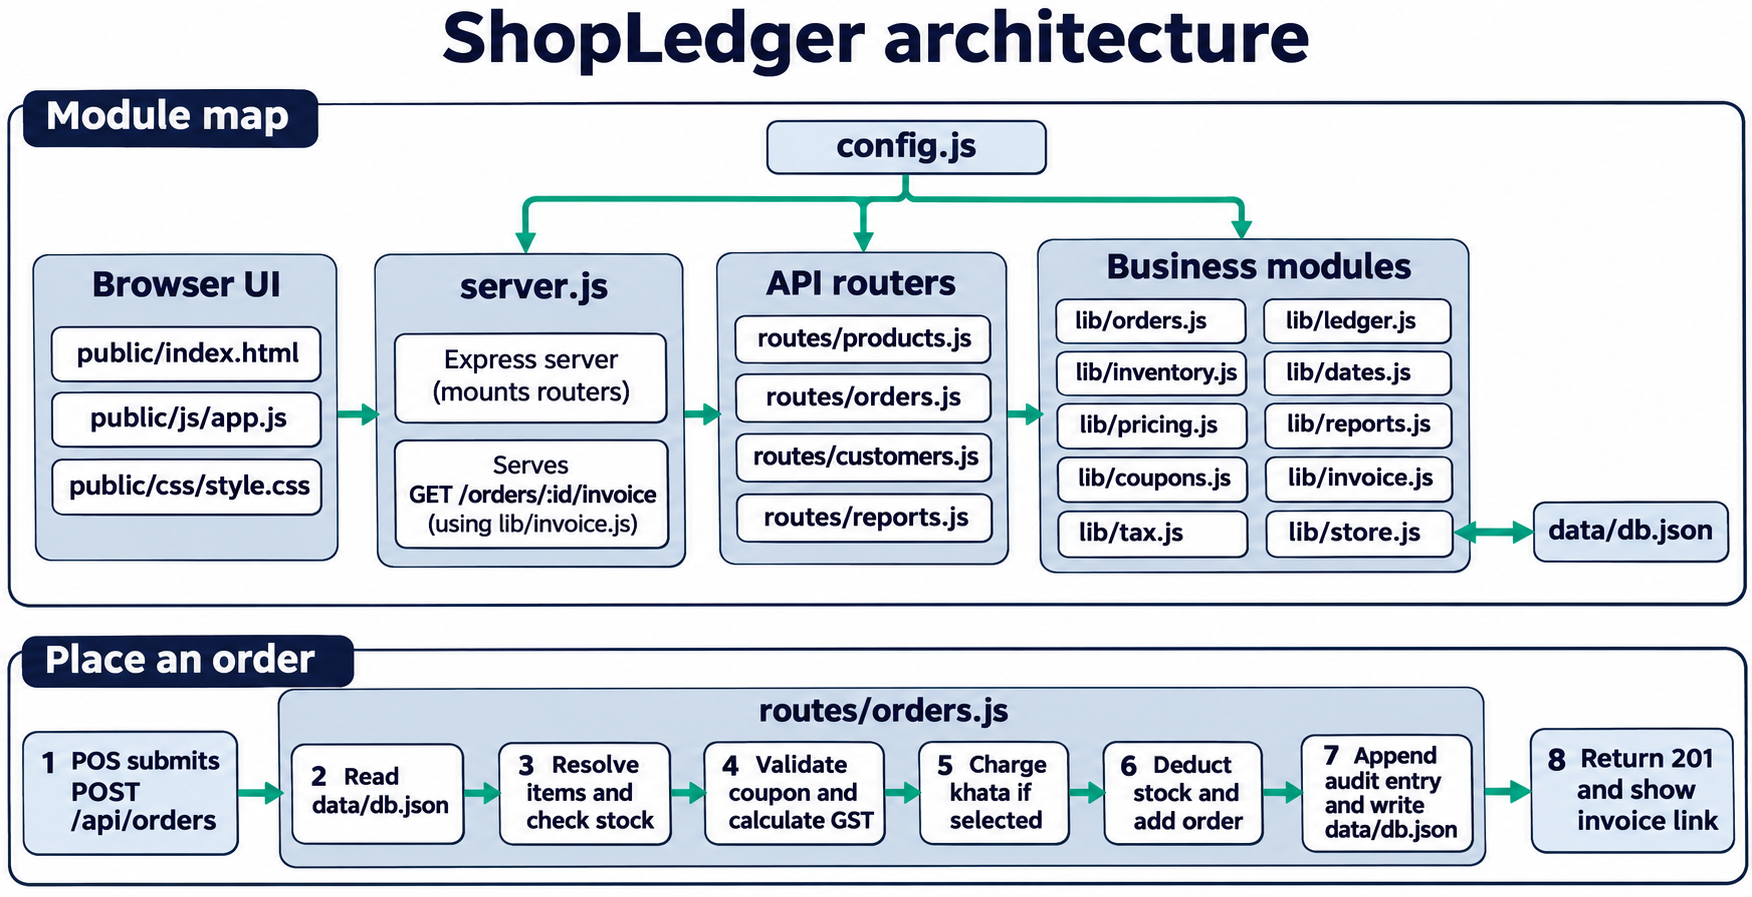 ShopLedger architecture
Module map
config.js
Browser UI
public/index.html
public/js/app.js
public/css/style.css
server.js
Express server
(mounts routers)
Serves
GET /orders/:id/invoice
(using lib/invoice.js)
API routers
routes/products.js
routes/orders.js
routes/customers.js
routes/reports.js
Business modules
lib/orders.js
lib/ledger.js
lib/inventory.js
lib/dates.js
lib/pricing.js
lib/reports.js
lib/coupons.js
lib/invoice.js
lib/tax.js
lib/store.js
data/db.json
Place an order
routes/orders.js
1 POS submits
POST
/api/orders
2 Read
data/db.json
3 Resolve
items and
check stock
4 Validate
coupon and
calculate GST
5 Charge
khata if
selected
6 Deduct
stock and
add order
7 Append
audit entry
and write
data/db.json
8 Return 201
and show
invoice link